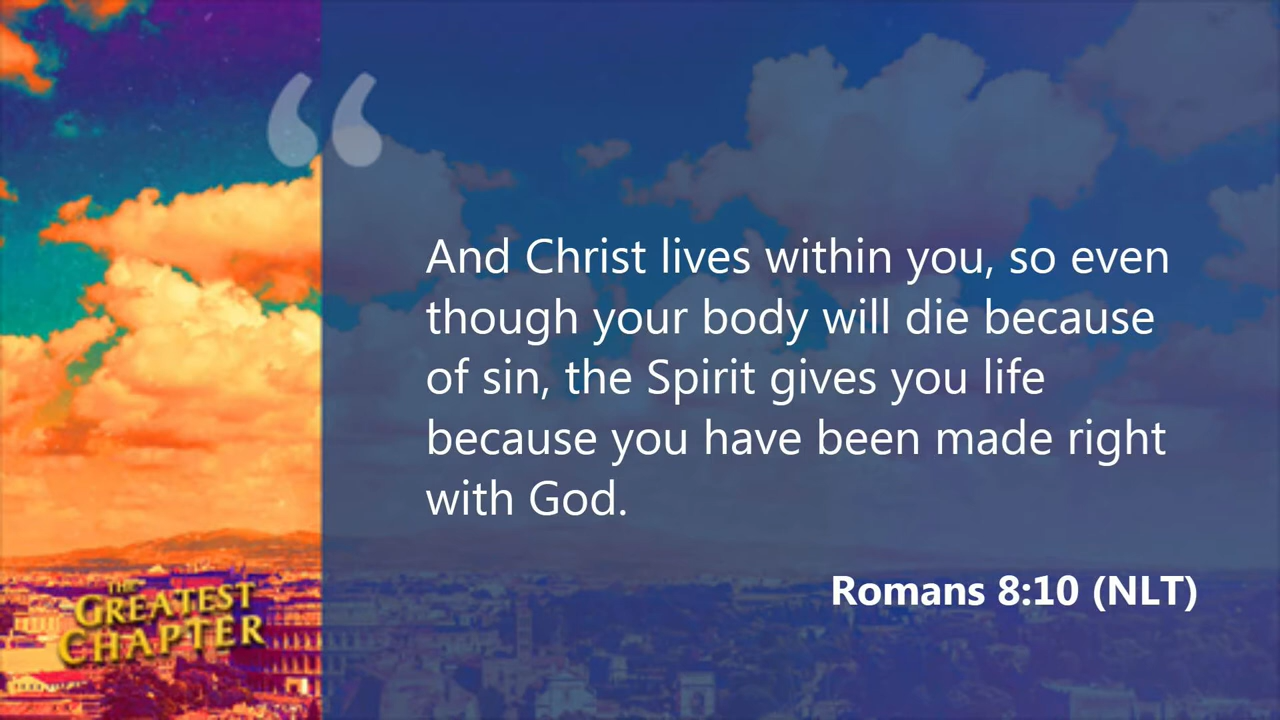 “
And Christ lives within you, so even
though your body will die because
of sin, the Spirit gives you life
because you have been made right
with God.
Romans 8:10 (NLT)
THE
GREATEST
CHAPTER